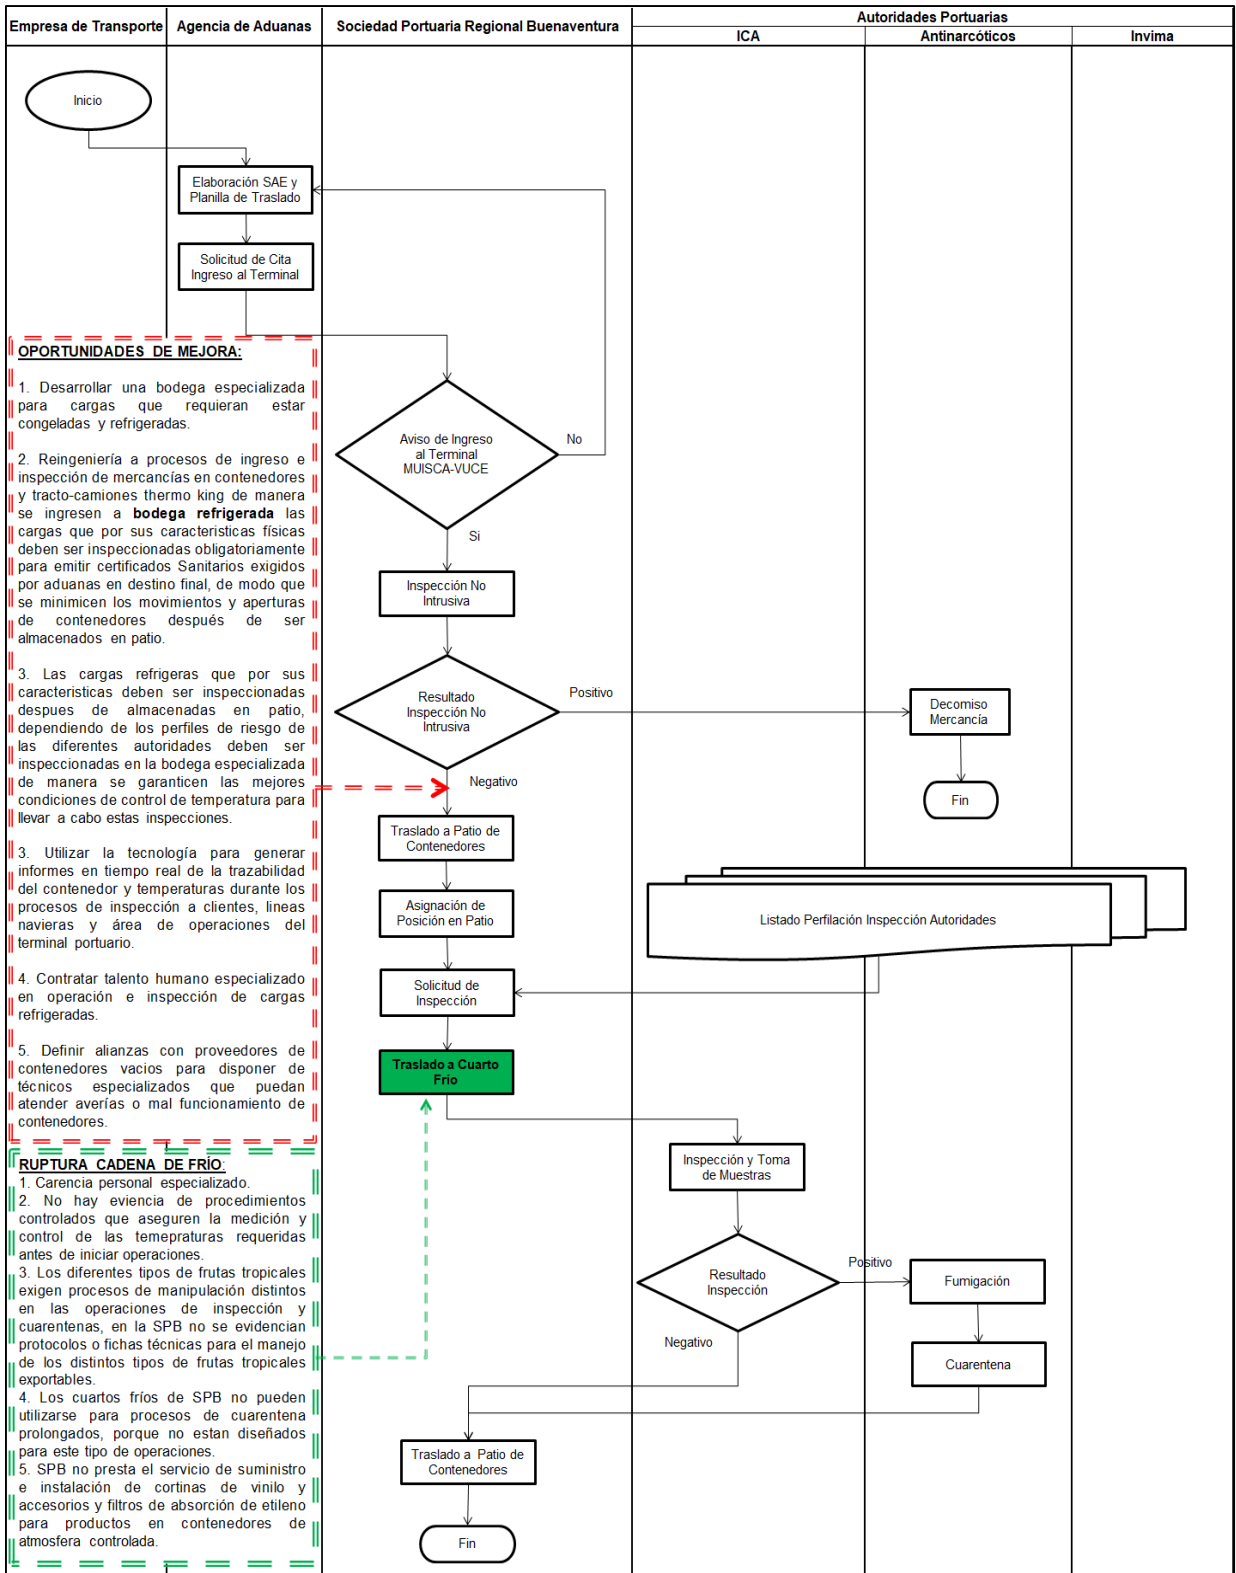 Empresa de Transporte
Agencia de Aduanas
Sociedad Portuaria Regional Buenaventura
Autoridades Portuarias
ICA
Antinarcóticos
Invima
Inicio
Elaboración SAE y
Planilla de Traslado
Solicitud de Cita
Ingreso al Terminal
Aviso de Ingreso
al Terminal
MUISCA-VUCE
No
Si
Inspección No
Intrusiva
Resultado
Inspección No
Intrusiva
Positivo
Decomiso
Mercancía
Fin
Negativo
Traslado a Patio de
Contenedores
Asignación de
Posición en Patio
Listado Perfilación Inspección Autoridades
Solicitud de
Inspección
Traslado a Cuarto
Frío
Inspección y Toma
de Muestras
Resultado
Inspección
Positivo
Fumigación
Cuarentena
Negativo
Traslado a Patio de
Contenedores
Fin
OPORTUNIDADES DE MEJORA:
1. Desarrollar una bodega especializada
para cargas que requieran estar
congeladas y refrigeradas.
2. Reingeniería a procesos de ingreso e
inspección de mercancías en contenedores
y tracto-camiones thermo king de manera
se ingresen a bodega refrigerada las
cargas que por sus caracteristicas físicas
deben ser inspeccionadas obligatoriamente
para emitir certificados Sanitarios exigidos
por aduanas en destino final, de modo que
se minimicen los movimientos y aperturas
de contenedores después de ser
almacenados en patio.
3. Las cargas refrigeras que por sus
caracteristicas deben ser inspeccionadas
despues de almacenadas en patio,
dependiendo de los perfiles de riesgo de
las diferentes autoridades deben ser
inspeccionadas en la bodega especializada
de manera se garanticen las mejores
condiciones de control de temperatura para
llevar a cabo estas inspecciones.
3. Utilizar la tecnología para generar
informes en tiempo real de la trazabilidad
del contenedor y temperaturas durante los
procesos de inspección a clientes, lineas
navieras y área de operaciones del
terminal portuario.
4. Contratar talento humano especializado
en operación e inspección de cargas
refrigeradas.
5. Definir alianzas con proveedores de
contenedores vacios para disponer de
técnicos especializados que puedan
atender averías o mal funcionamiento de
contenedores.
RUPTURA CADENA DE FRÍO:
1. Carencia personal especializado.
2. No hay eviencia de procedimientos
controlados que aseguren la medición y
control de las temepraturas requeridas
antes de iniciar operaciones.
3. Los diferentes tipos de frutas tropicales
exigen procesos de manipulación distintos
en las operaciones de inspección y
cuarentenas, en la SPB no se evidencian
protocolos o fichas técnicas para el manejo
de los distintos tipos de frutas tropicales
exportables.
4. Los cuartos fríos de SPB no pueden
utilizarse para procesos de cuarentena
prolongados, porque no estan diseñados
para este tipo de operaciones.
5. SPB no presta el servicio de suministro
e instalación de cortinas de vinilo y
accesorios y filtros de absorción de etileno
para productos en contenedores de
atmosfera controlada.